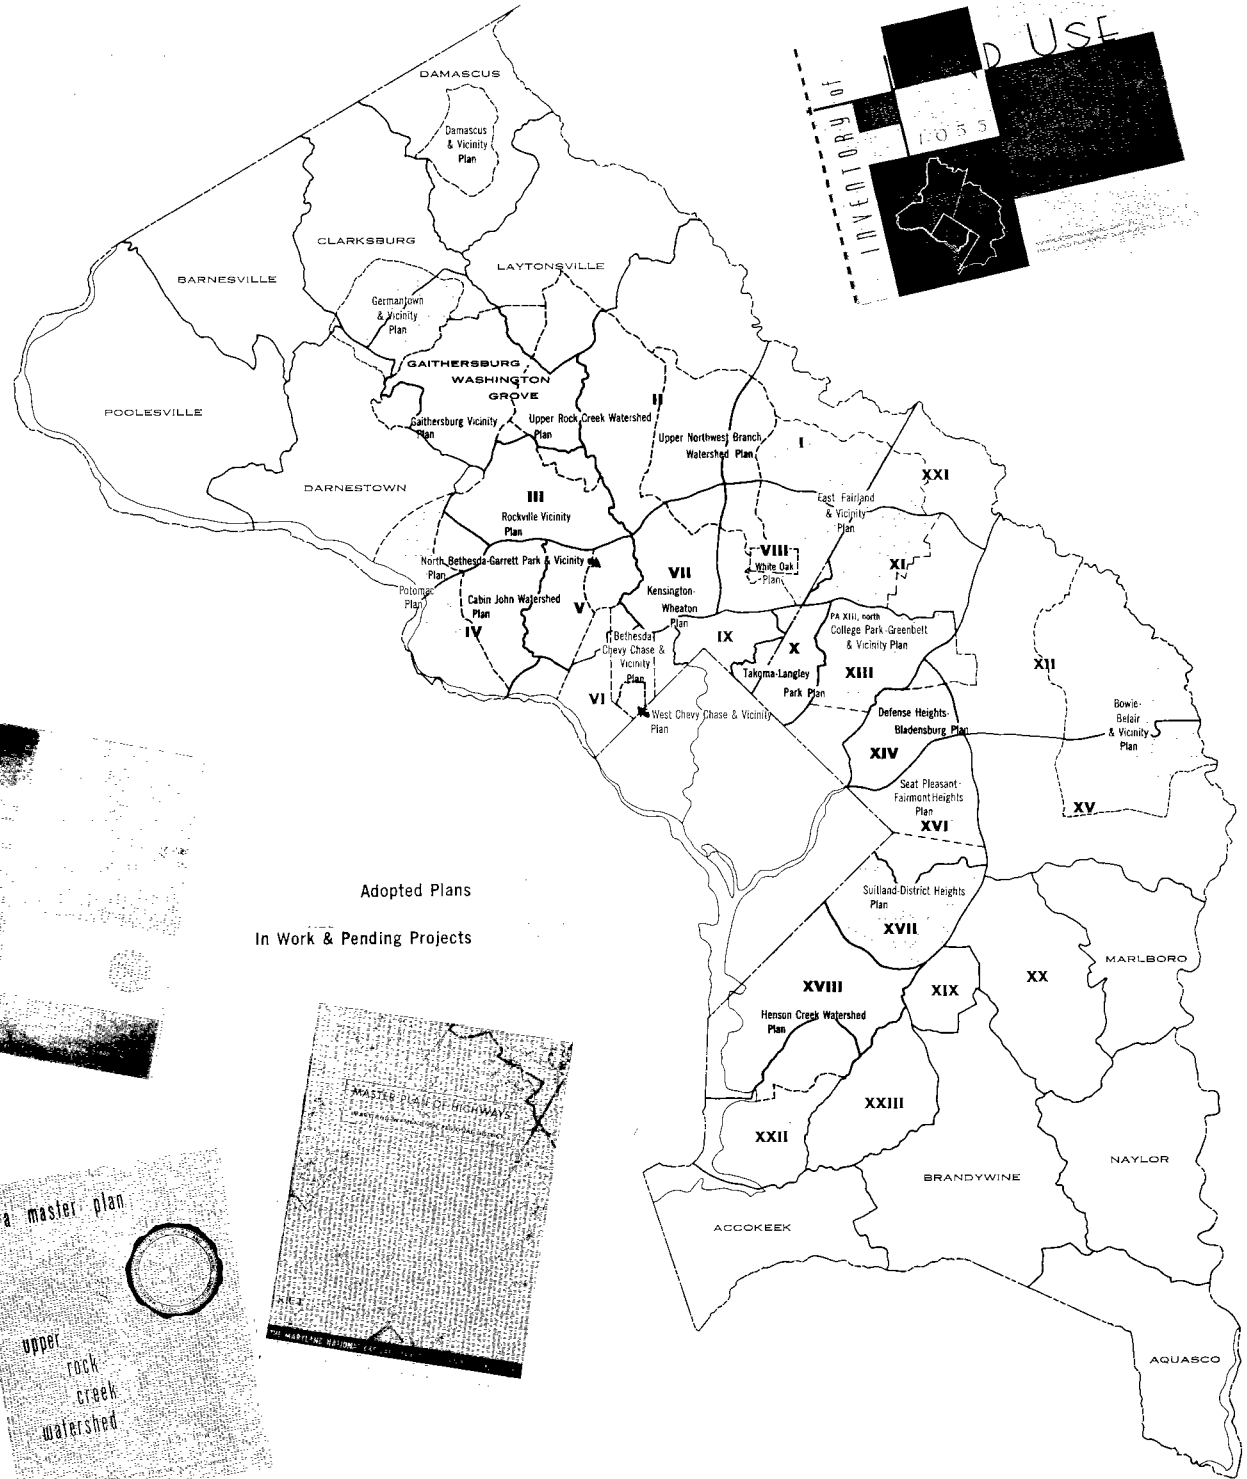 INVENTORY of
USE
1955
DAMASCUS
Damascus
& Vicinity
Plan
CLARKSBURG
BARNESVILLE
LAYTONSVILLE
Germantown
& Vicinity
Plan
GAITHERSBURG
WASHINGTON
GROVE
POOLESVILLE
Gaithersburg Vicinity
Plan
Upper Rock Creek Watershed
Plan
II
Upper Northwest Branch
Watershed Plan
I
XXI
DARNESTOWN
III
Rockville Vicinity
Plan
East Fairland
& Vicinity
Plan
North Bethesda-Garrett Park & Vicinity
Plan
VII
Kensington-
Wheaton
Plan
VIII
White Oak
Plan
XI
Potomac
Plan
Cabin John Watershed
Plan
IV
V
Bethesda
Chevy Chase &
Vicinity
Plan
IX
X
Takoma-Langley
Park Plan
PA XIII, north
College Park-Greenbelt
& Vicinity Plan
XIII
XII
VI
West Chevy Chase & Vicinity
Plan
Defense Heights-
Bladensburg Plan
XIV
Bowie-
Belair
& Vicinity
Plan
Seat Pleasant-
Fairmont Heights
Plan
XVI
XV
Adopted Plans
In Work & Pending Projects
Suitland-District Heights
Plan
XVII
XVIII
Henson Creek Watershed
Plan
XIX
XX
MARLBORO
XXIII
XXII
BRANDYWINE
NAYLOR
ACCOKEEK
AQUASCO
MASTER PLAN OF HIGHWAYS
THE MARYLAND NATIONAL
a master plan
upper
rock
creek
watershed